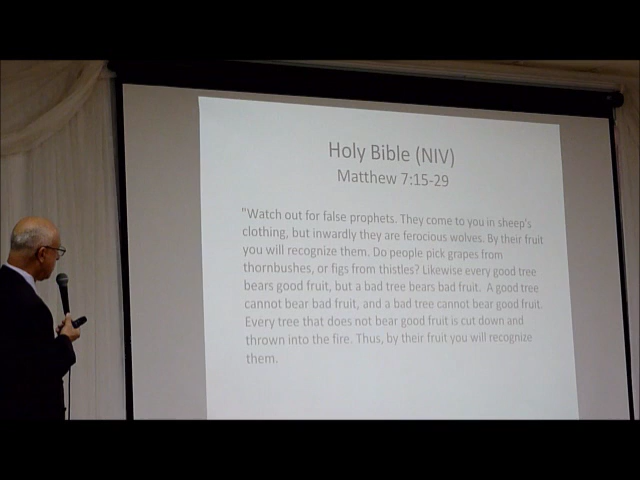 Holy Bible (NIV)
Matthew 7:15-29
"Watch out for false prophets. They come to you in sheep's
clothing, but inwardly they are ferocious wolves. By their fruit
you will recognize them. Do people pick grapes from
thornbushes, or figs from thistles? Likewise every good tree
bears good fruit, but a bad tree bears bad fruit. A good tree
cannot bear bad fruit, and a bad tree cannot bear good fruit.
Every tree that does not bear good fruit is cut down and
thrown into the fire. Thus, by their fruit you will recognize
them.